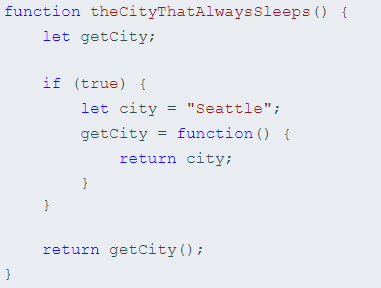 function theCityThatAlwaysSleeps() {
    let getCity;

    if (true) {
        let city = "Seattle";
        getCity = function() {
            return city;
        }
    }

    return getCity();
}